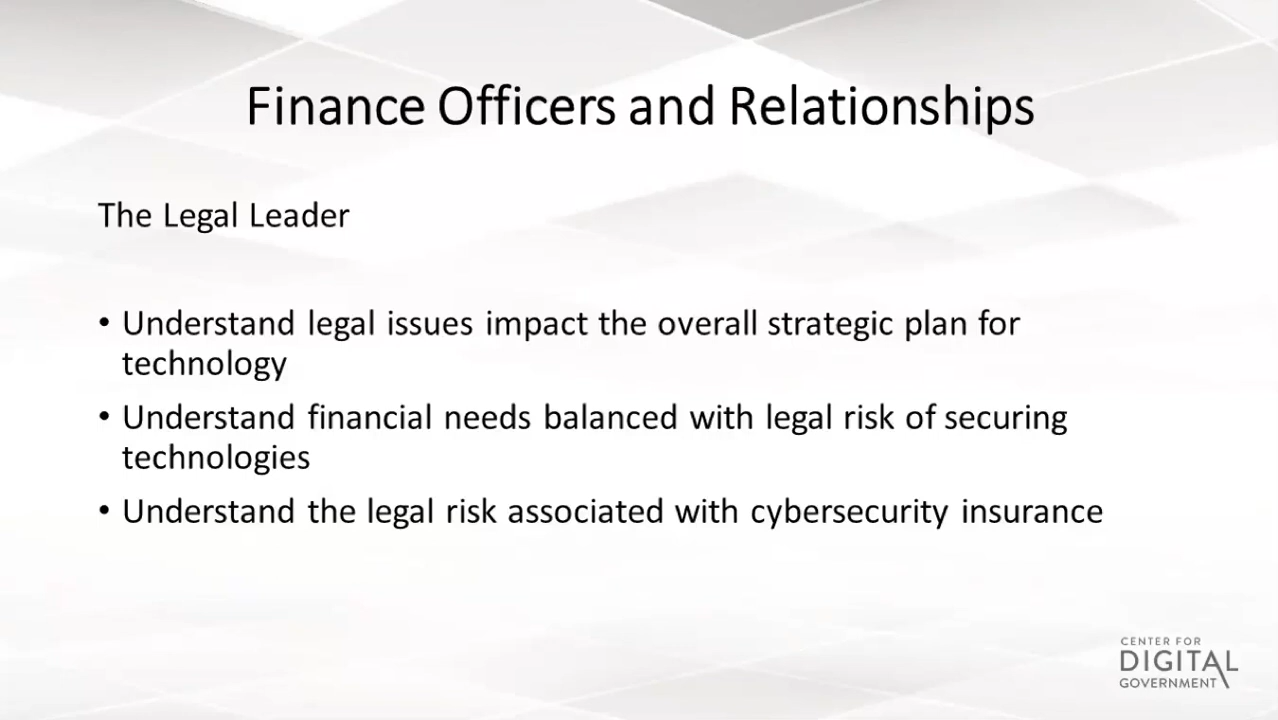 Finance Officers and Relationships
The Legal Leader
• Understand legal issues impact the overall strategic plan for
technology
• Understand financial needs balanced with legal risk of securing
technologies
• Understand the legal risk associated with cybersecurity insurance
CENTER FOR
DIGITAL
GOVERNMENT